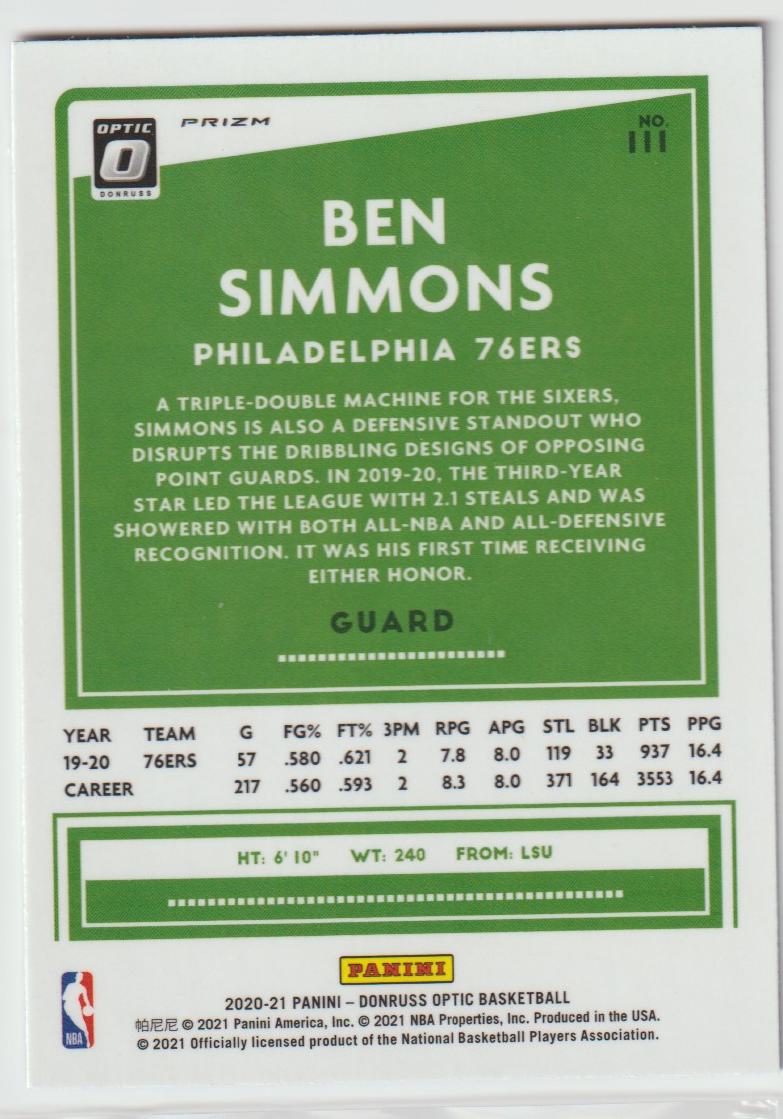 OPTIC
DONRUSS
PRIZM
NO.
111
BEN
SIMMONS
PHILADELPHIA 76ERS
A TRIPLE-DOUBLE MACHINE FOR THE SIXERS,
SIMMONS IS ALSO A DEFENSIVE STANDOUT WHO
DISRUPTS THE DRIBBLING DESIGNS OF OPPOSING
POINT GUARDS. IN 2019-20, THE THIRD-YEAR
STAR LED THE LEAGUE WITH 2.1 STEALS AND WAS
SHOWERED WITH BOTH ALL-NBA AND ALL-DEFENSIVE
RECOGNITION. IT WAS HIS FIRST TIME RECEIVING
EITHER HONOR.
GUARD
YEAR TEAM G FG% FT% 3PM RPG APG STL BLK PTS PPG
19-20 76ERS 57 .580 .621 2 7.8 8.0 119 33 937 16.4
CAREER 217 .560 .593 2 8.3 8.0 371 164 3553 16.4
HT: 6' 10" WT: 240 FROM: LSU
PANINI
NBA
2020-21 PANINI – DONRUSS OPTIC BASKETBALL
帕尼尼 © 2021 Panini America, Inc. © 2021 NBA Properties, Inc. Produced in the USA.
© 2021 Officially licensed product of the National Basketball Players Association.